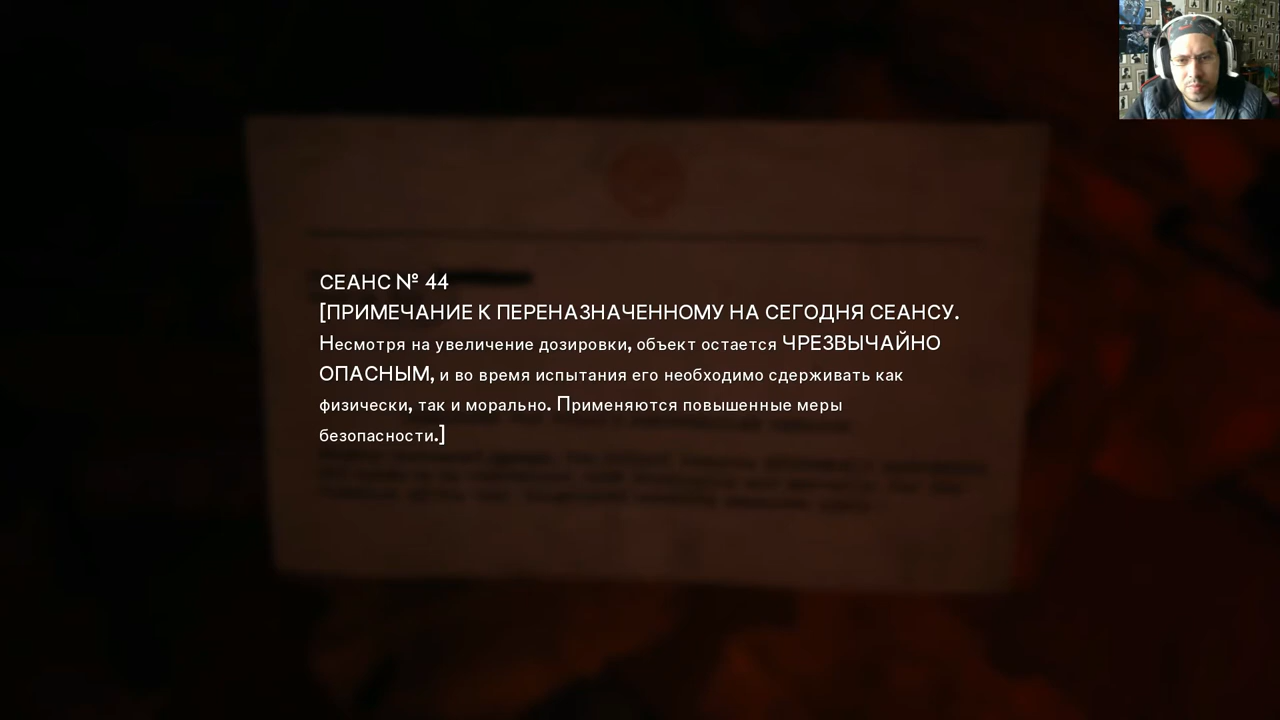 СЕАНС № 44
[ПРИМЕЧАНИЕ К ПЕРЕНАЗНАЧЕННОМУ НА СЕГОДНЯ СЕАНСУ.
Несмотря на увеличение дозировки, объект остается ЧРЕЗВЫЧАЙНО
ОПАСНЫМ, и во время испытания его необходимо сдерживать как
физически, так и морально. Применяются повышенные меры
безопасности.]